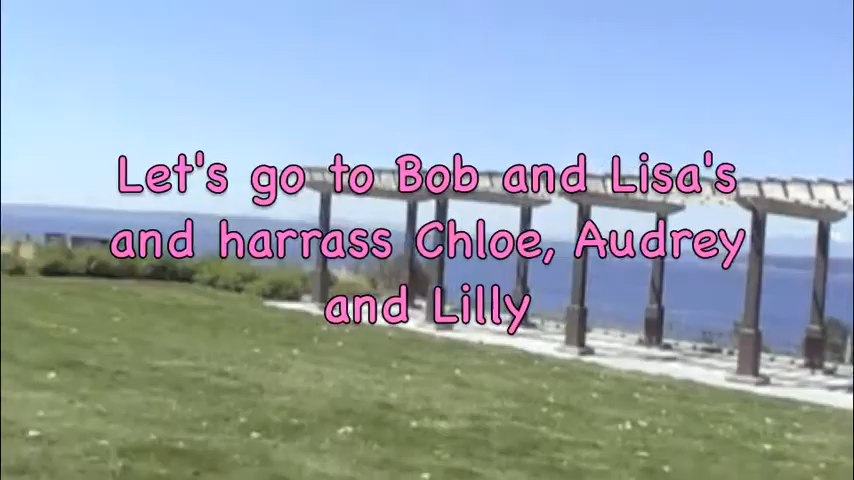 Let's go to Bob and Lisa's
and harrass Chloe, Audrey
and Lilly